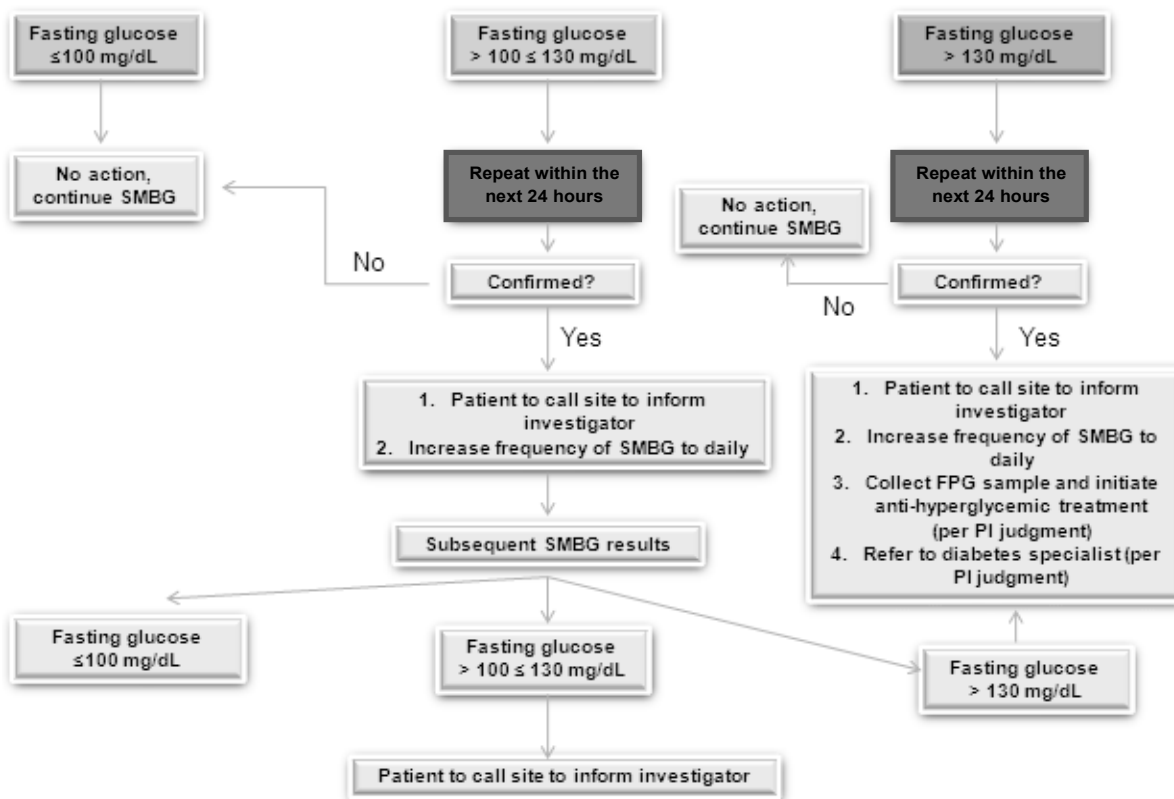 Fasting glucose
≤100 mg/dL
Fasting glucose
> 100 ≤ 130 mg/dL
Fasting glucose
> 130 mg/dL
No action,
continue SMBG
Repeat within the
next 24 hours
Repeat within the
next 24 hours
No action,
continue SMBG
No
Confirmed?
Confirmed?
No
Yes
Yes
1. Patient to call site to inform
investigator
2. Increase frequency of SMBG to daily
1. Patient to call site to inform
investigator
2. Increase frequency of SMBG to
daily
3. Collect FPG sample and initiate
anti-hyperglycemic treatment
(per PI judgment)
4. Refer to diabetes specialist (per
PI judgment)
Subsequent SMBG results
Fasting glucose
≤100 mg/dL
Fasting glucose
> 100 ≤ 130 mg/dL
Fasting glucose
> 130 mg/dL
Patient to call site to inform investigator